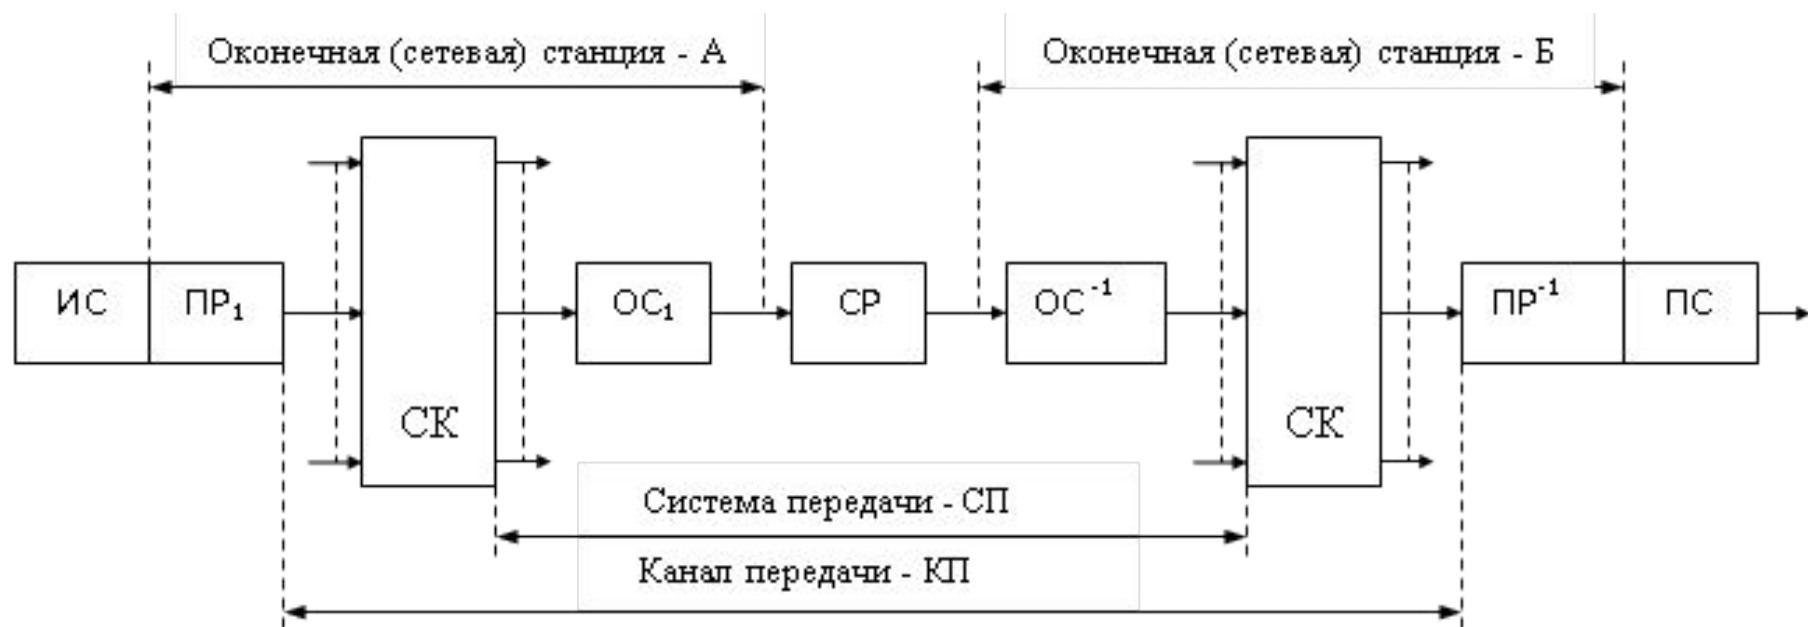 Оконечная (сетевая) станция - А
Оконечная (сетевая) станция - Б
ИС
ПР₁
СК
ОС₁
СР
ОС⁻¹
СК
ПР⁻¹
ПС
Система передачи - СП
Канал передачи - КП